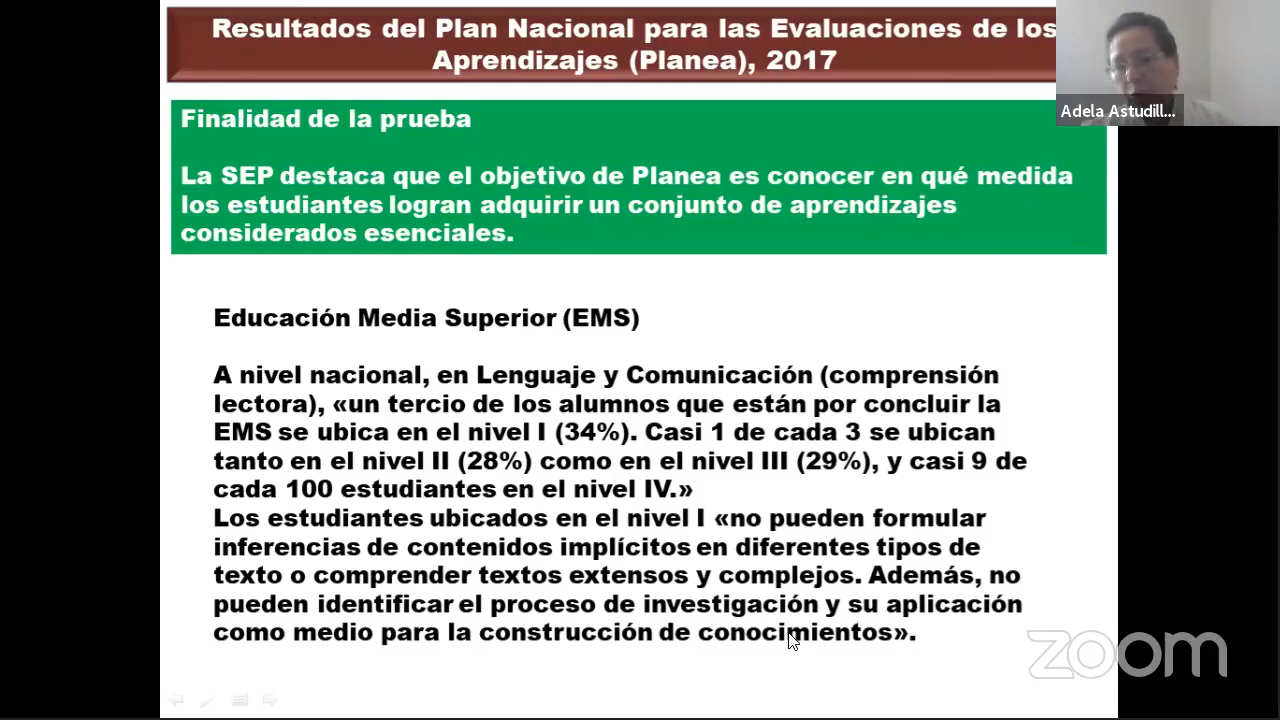 Resultados del Plan Nacional para las Evaluaciones de los
Aprendizajes (Planea), 2017
Adela Astudill...
Finalidad de la prueba
La SEP destaca que el objetivo de Planea es conocer en qué medida
los estudiantes logran adquirir un conjunto de aprendizajes
considerados esenciales.
Educación Media Superior (EMS)
A nivel nacional, en Lenguaje y Comunicación (comprensión
lectora), «un tercio de los alumnos que están por concluir la
EMS se ubica en el nivel I (34%). Casi 1 de cada 3 se ubican
tanto en el nivel II (28%) como en el nivel III (29%), y casi 9 de
cada 100 estudiantes en el nivel IV.»
Los estudiantes ubicados en el nivel I «no pueden formular
inferencias de contenidos implícitos en diferentes tipos de
texto o comprender textos extensos y complejos. Además, no
pueden identificar el proceso de investigación y su aplicación
como medio para la construcción de conocimientos».
zoom